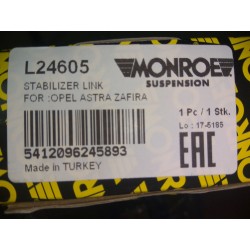 L24605
MONROE
SUSPENSION
STABILIZER LINK
FOR :OPEL ASTRA ZAFIRA
1 Pc / 1 Stk.
Lo : 17-5185
5412096245893
EAC
Made in TURKEY